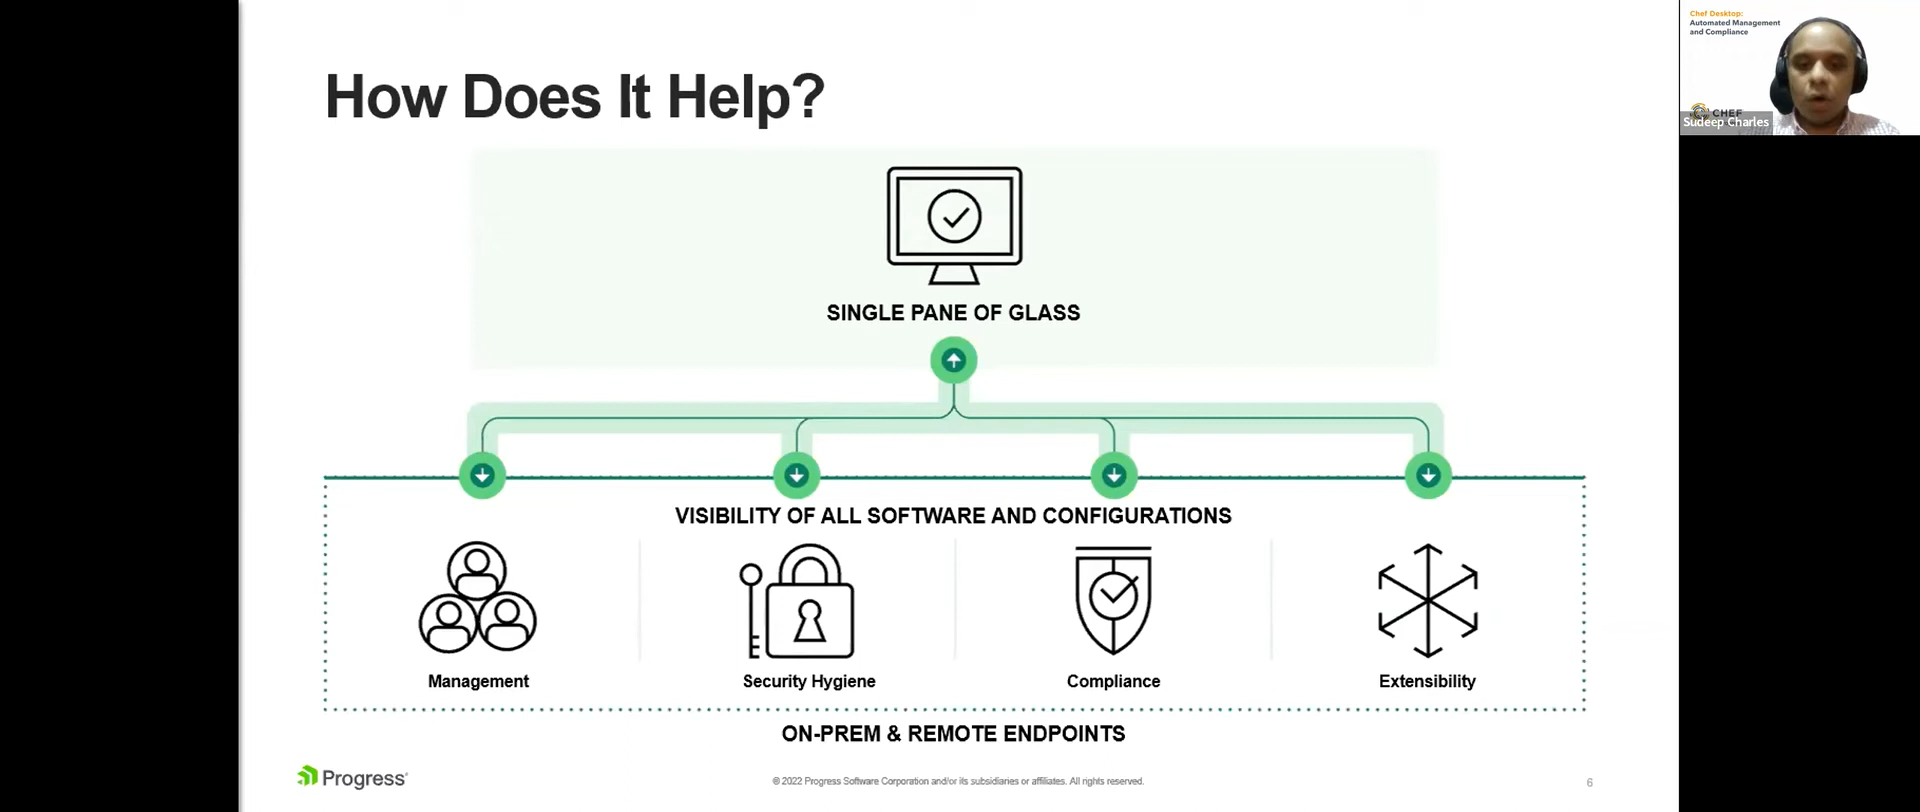 How Does It Help?
SINGLE PANE OF GLASS
VISIBILITY OF ALL SOFTWARE AND CONFIGURATIONS
Management
Security Hygiene
Compliance
Extensibility
ON-PREM & REMOTE ENDPOINTS
Progress
© 2022 Progress Software Corporation and/or its subsidiaries or affiliates. All rights reserved.
6
Chef Desktop:
Automated Management
and Compliance
CHEF
Sudeep Charles